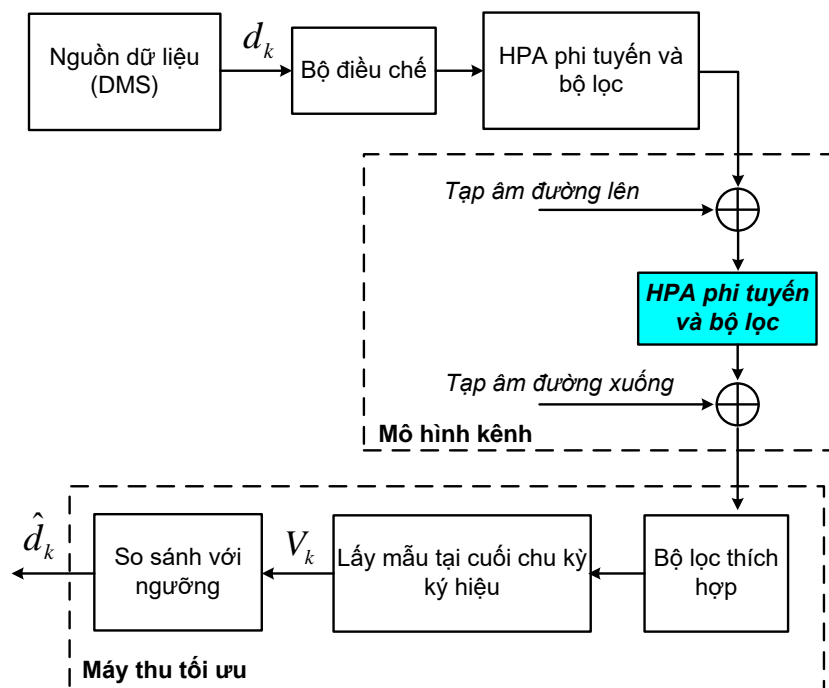 Nguồn dữ liệu
(DMS)
d_k
Bộ điều chế
HPA phi tuyến và
bộ lọc
Tạp âm đường lên
HPA phi tuyến
và bộ lọc
Tạp âm đường xuống
Mô hình kênh
d̂_k
So sánh với
ngưỡng
V_k
Lấy mẫu tại cuối chu kỳ
ký hiệu
Bộ lọc thích
hợp
Máy thu tối ưu